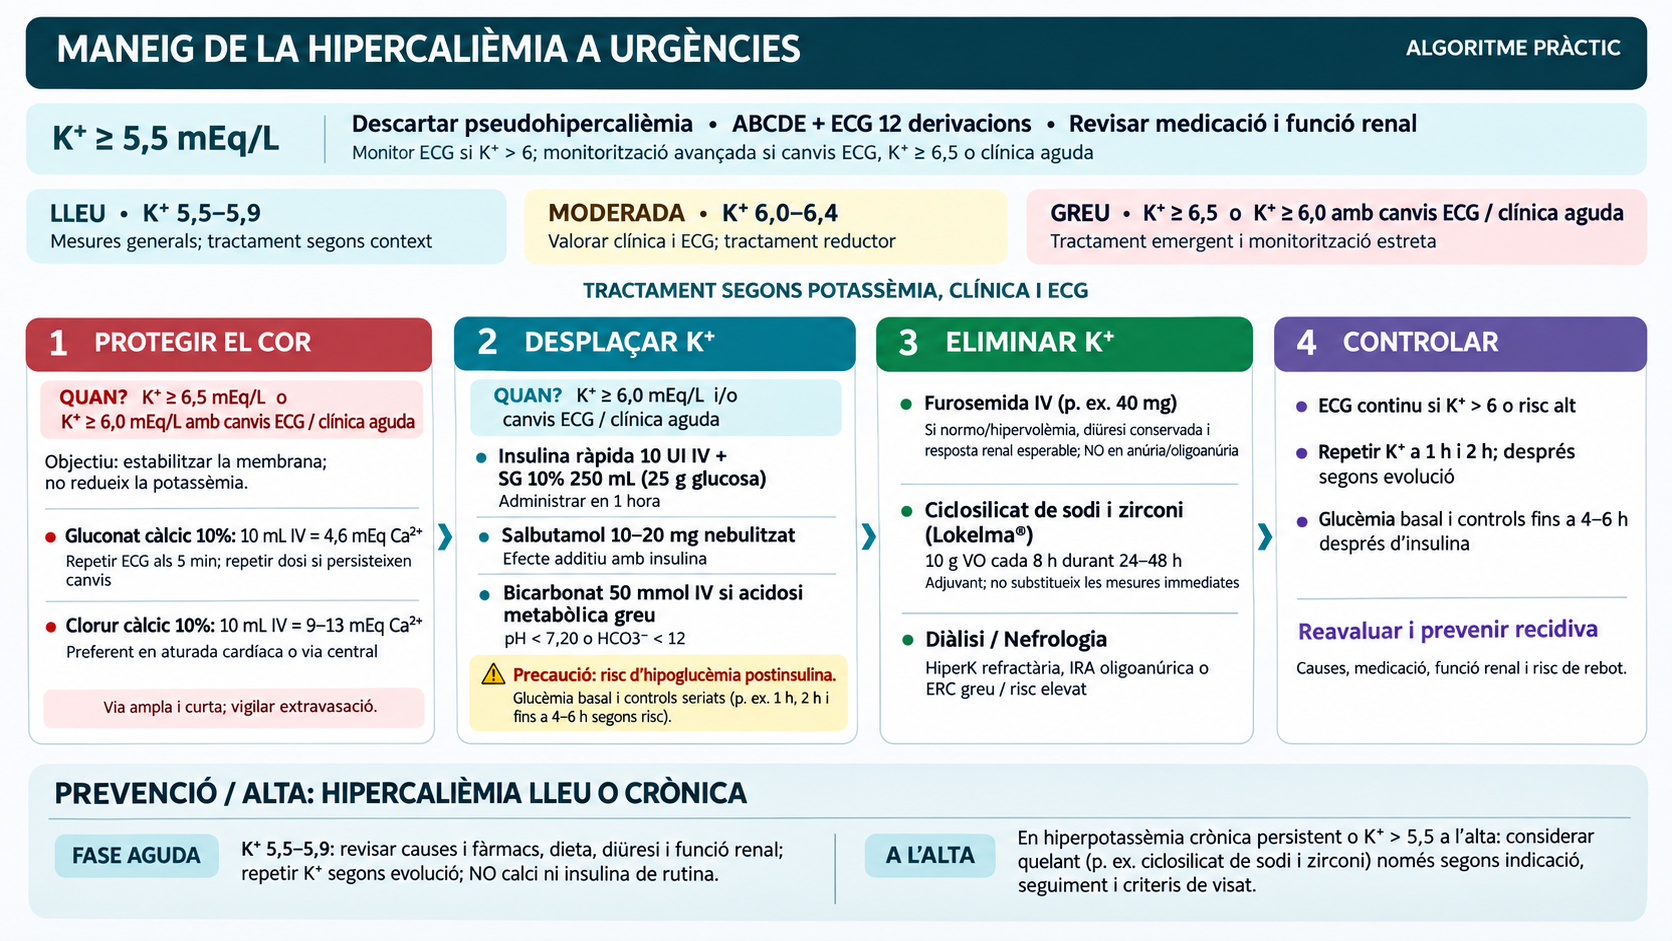 MANEIG DE LA HIPERCALIÈMIA A URGÈNCIES
ALGORITME PRÀCTIC
K⁺ ≥ 5,5 mEq/L
Descartar pseudohipercalièmia • ABCDE + ECG 12 derivacions • Revisar medicació i funció renal
Monitor ECG si K⁺ > 6; monitorització avançada si canvis ECG, K⁺ ≥ 6,5 o clínica aguda
LLEU • K⁺ 5,5–5,9
Mesures generals; tractament segons context
MODERADA • K⁺ 6,0–6,4
Valorar clínica i ECG; tractament reductor
GREU • K⁺ ≥ 6,5 o K⁺ ≥ 6,0 amb canvis ECG / clínica aguda
Tractament emergent i monitorització estreta
TRACTAMENT SEGONS POTASSÈMIA, CLÍNICA I ECG
1 PROTEGIR EL COR
QUAN? K⁺ ≥ 6,5 mEq/L o
K⁺ ≥ 6,0 mEq/L amb canvis ECG / clínica aguda
Objectiu: estabilitzar la membrana;
no redueix la potassèmia.
• Gluconat càlcic 10%: 10 mL IV = 4,6 mEq Ca²⁺
Repetir ECG als 5 min; repetir dosi si persisteixen
canvis
• Clorur càlcic 10%: 10 mL IV = 9–13 mEq Ca²⁺
Preferent en aturada cardíaca o via central
Via ampla i curta; vigilar extravasació.
2 DESPLAÇAR K⁺
QUAN? K⁺ ≥ 6,0 mEq/L i/o
canvis ECG / clínica aguda
• Insulina ràpida 10 UI IV +
SG 10% 250 mL (25 g glucosa)
Administrar en 1 hora
• Salbutamol 10–20 mg nebulitzat
Efecte additiu amb insulina
• Bicarbonat 50 mmol IV si acidosi
metabòlica greu
pH < 7,20 o HCO3⁻ < 12
Precaució: risc d'hipoglucèmia postinsulina.
Glucèmia basal i controls seriats (p. ex. 1 h, 2 h i
fins a 4–6 h segons risc).
3 ELIMINAR K⁺
• Furosemida IV (p. ex. 40 mg)
Si normo/hipervolèmia, diüresi conservada i
resposta renal esperable; NO en anúria/oligoanúria
• Ciclosilicat de sodi i zirconi
(Lokelma®)
10 g VO cada 8 h durant 24–48 h
Adjuvant; no substitueix les mesures immediates
• Diàlisi / Nefrologia
HiperK refractària, IRA oligoanúrica o
ERC greu / risc elevat
4 CONTROLAR
• ECG continu si K⁺ > 6 o risc alt
• Repetir K⁺ a 1 h i 2 h; després
segons evolució
• Glucèmia basal i controls fins a 4–6 h
després d'insulina
Reavaluar i prevenir recidiva
Causes, medicació, funció renal i risc de rebot.
PREVENCIÓ / ALTA: HIPERCALIÈMIA LLEU O CRÒNICA
FASE AGUDA
K⁺ 5,5–5,9: revisar causes i fàrmacs, dieta, diüresi i funció renal;
repetir K⁺ segons evolució; NO calci ni insulina de rutina.
A L'ALTA
En hiperpotassèmia crònica persistent o K⁺ > 5,5 a l'alta: considerar
quelant (p. ex. ciclosilicat de sodi i zirconi) només segons indicació,
seguiment i criteris de visat.